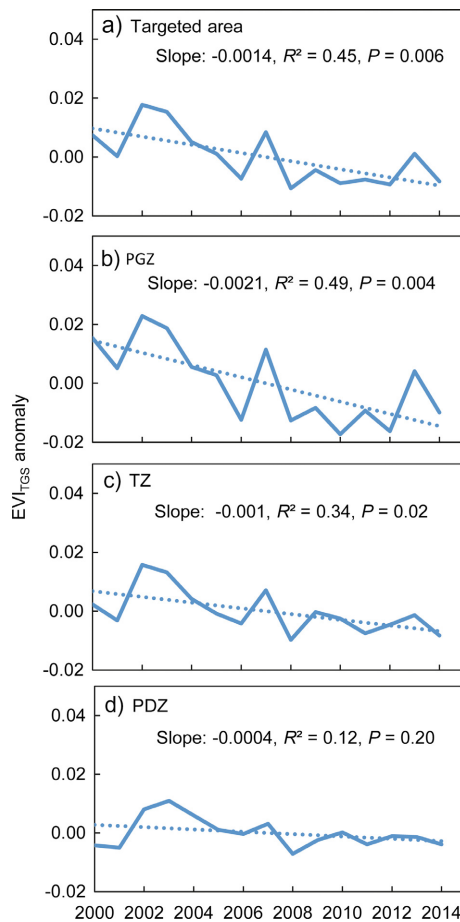 a) Targeted area
Slope: -0.0014, R² = 0.45, P = 0.006
0.04
0.02
0.00
-0.02
b) PGZ
Slope: -0.0021, R² = 0.49, P = 0.004
0.04
0.02
0.00
-0.02
EVITGS anomaly
c) TZ
Slope: -0.001, R² = 0.34, P = 0.02
0.04
0.02
0.00
-0.02
d) PDZ
Slope: -0.0004, R² = 0.12, P = 0.20
0.04
0.02
0.00
-0.02
2000 2002 2004 2006 2008 2010 2012 2014